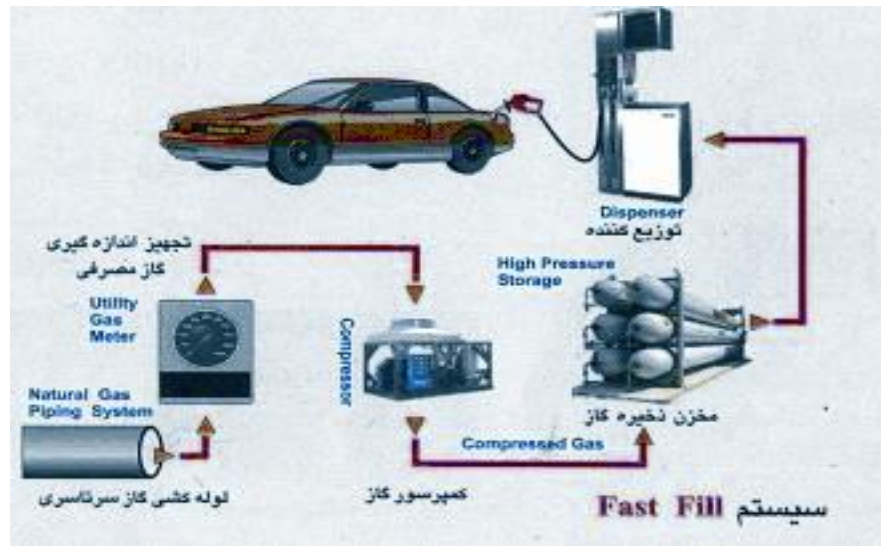 Dispenser
توزیع کننده
تجهیز اندازه گیری
گاز مصرفی
High Pressure
Storage
Utility
Gas
Meter
Compressor
Natural Gas
Piping System
مخزن ذخیره گاز
Compressed Gas
لوله کشی گاز سرتاسری
کمپرسور گاز
سیستم Fast Fill